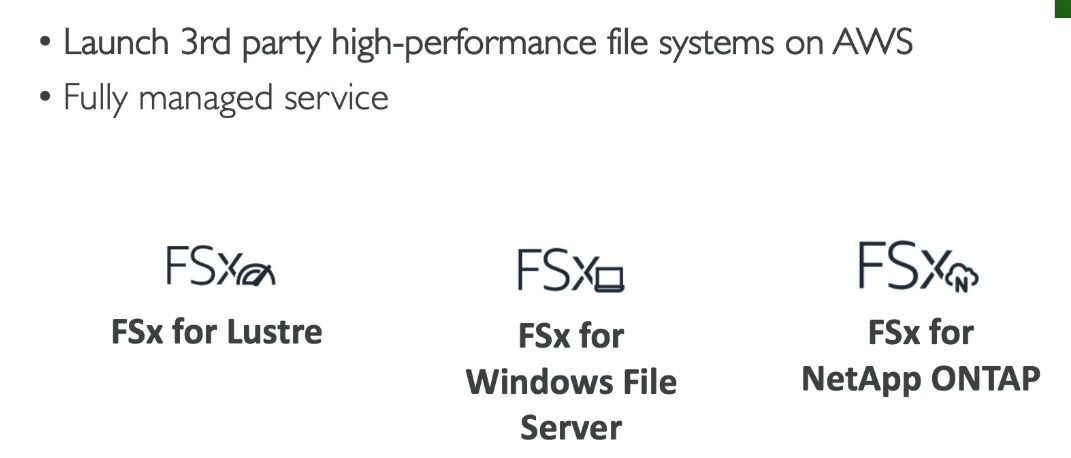 • Launch 3rd party high-performance file systems on AWS
• Fully managed service
FSx
FSx for Lustre
FSx
FSx for
Windows File
Server
FSx N
FSx for
NetApp ONTAP